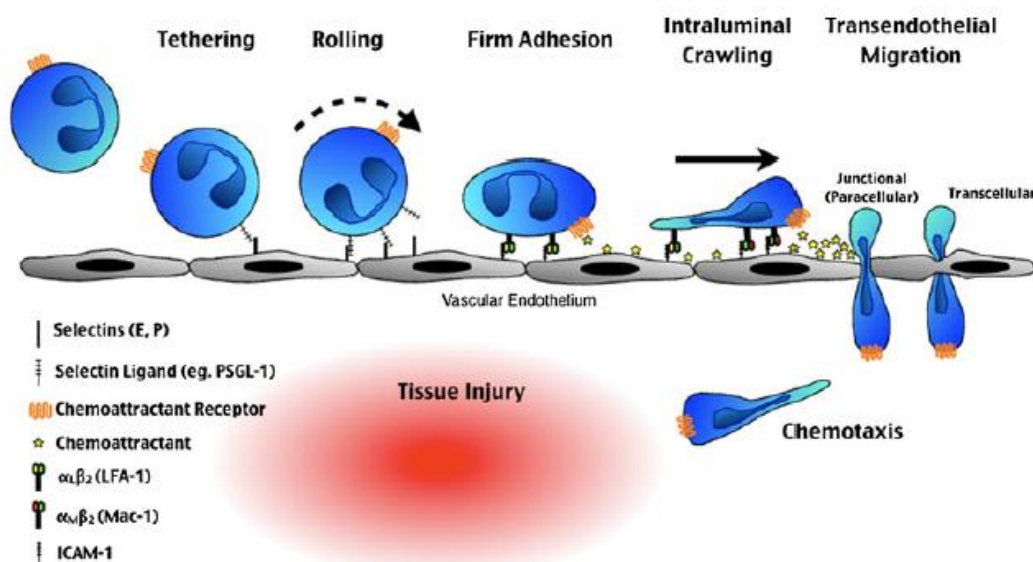 Tethering
Rolling
Firm Adhesion
Intraluminal
Crawling
Transendothelial
Migration
Junctional
(Paracellular)
Transcellular
Vascular Endothelium
Selectins (E, P)
Selectin Ligand (eg. PSGL-1)
Chemoattractant Receptor
Chemoattractant
αLβ2 (LFA-1)
αMβ2 (Mac-1)
ICAM-1
Tissue Injury
Chemotaxis